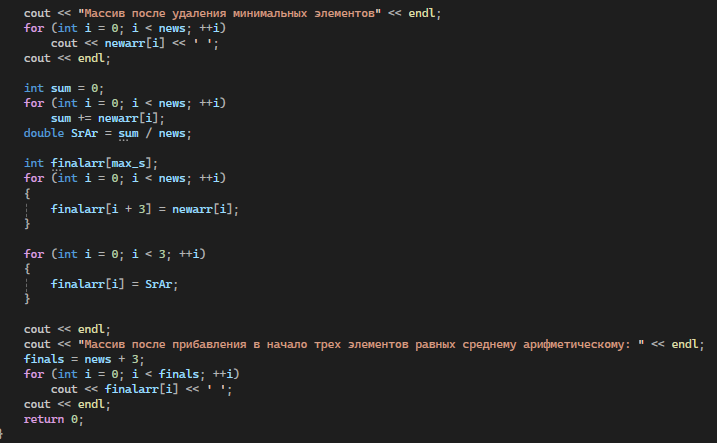 cout << "Массив после удаления минимальных элементов" << endl;
for (int i = 0; i < news; ++i)
cout << newarr[i] << ' ';
cout << endl;
int sum = 0;
for (int i = 0; i < news; ++i)
sum += newarr[i];
double SrAr = sum / news;
int finalarr[max_s];
for (int i = 0; i < news; ++i)
{
finalarr[i + 3] = newarr[i];
}
for (int i = 0; i < 3; ++i)
{
finalarr[i] = SrAr;
}
cout << endl;
cout << "Массив после прибавления в начало трех элементов равных среднему арифметическому: " << endl;
finals = news + 3;
for (int i = 0; i < finals; ++i)
cout << finalarr[i] << ' ';
cout << endl;
return 0;
}